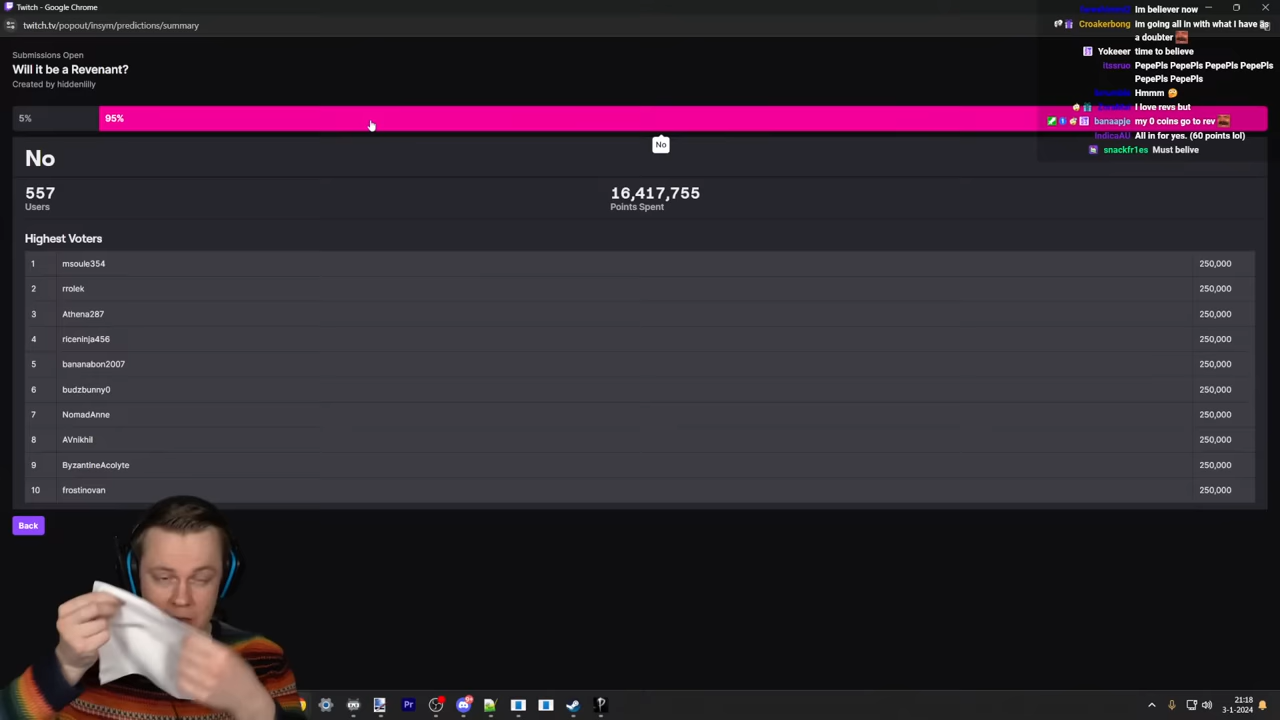 Twitch - Google Chrome
twitch.tv/popout/insym/predictions/summary
Submissions Open
Will it be a Revenant?
Created by hiddenlilly
5%
95%
No
No
557
Users
16,417,755
Points Spent
Highest Voters
1 msoule354 250,000
2 rrolek 250,000
3 Athena287 250,000
4 riceninja456 250,000
5 bananabon2007 250,000
6 budzbunny0 250,000
7 NomadAnne 250,000
8 AVnikhil 250,000
9 ByzantineAcolyte 250,000
10 frostinovan 250,000
Back
Im believer now
Croakerbong im going all in with what I have as
a doubter
Yokeeer time to believe
itssruo PepePls PepePls PepePls PepePls
PepePls PepePls
Hmmm
I love revs but
banaapje my 0 coins go to rev
IndicaAU All in for yes. (60 points lol)
snackfr1es Must belive
Pr
21:18
3-1-2024